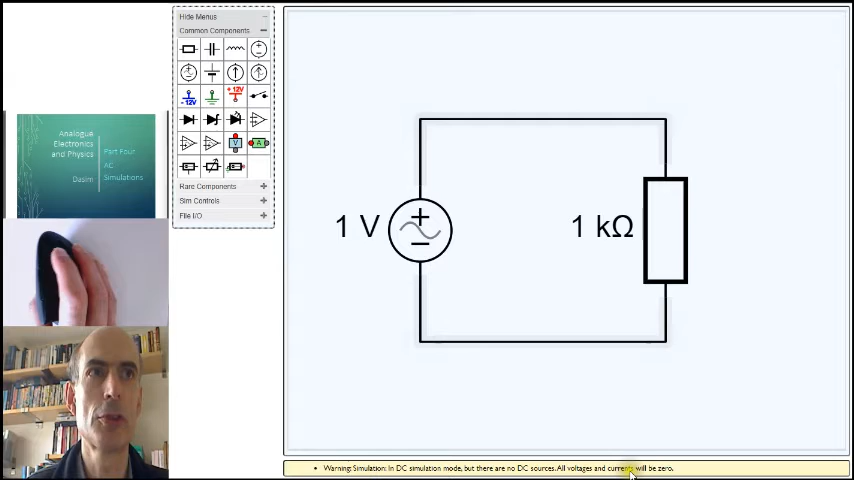 Analogue
Electronics
and Physics
Dasim
Part Four
AC
Simulations
Hide Menus
Common Components
- 12V
+ 12V
V
A
Rare Components
Sim Controls
File I/O
1 V
1 kΩ
Warning: Simulation: In DC simulation mode, but there are no DC sources. All voltages and currents will be zero.